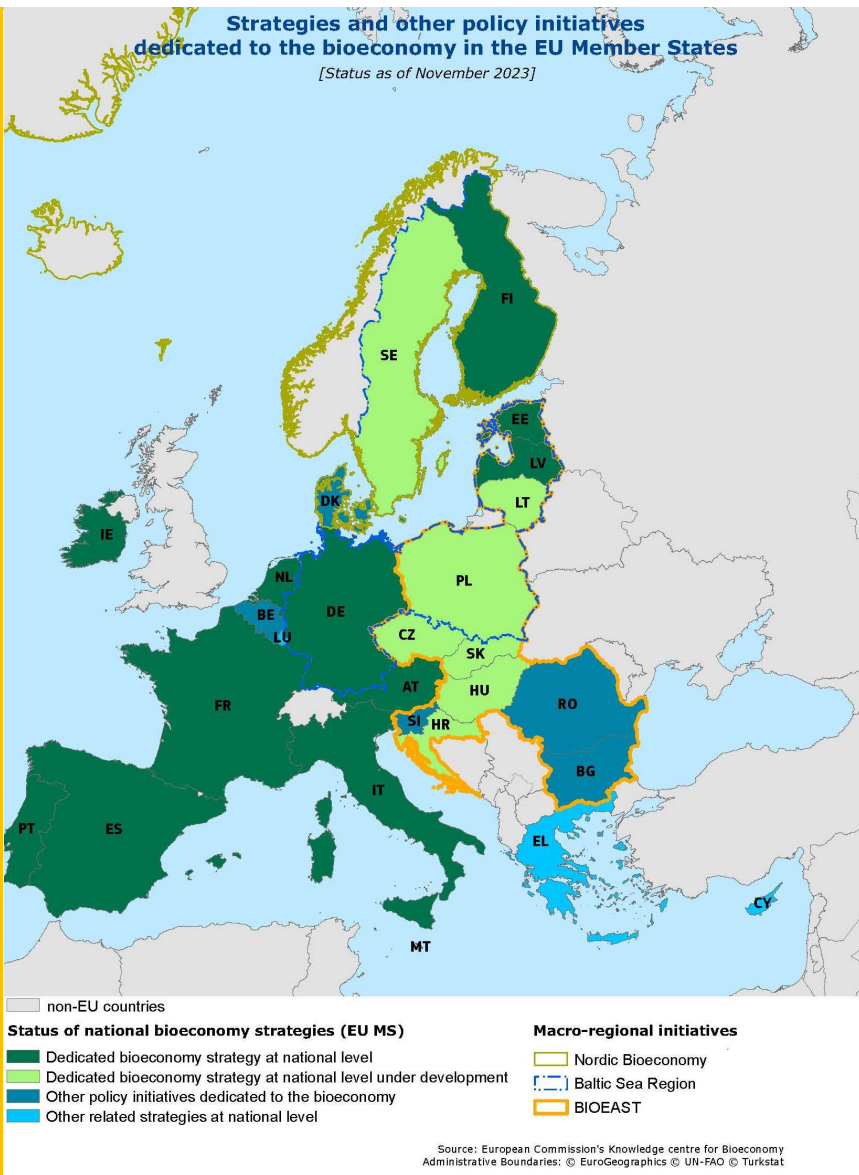 Strategies and other policy initiatives
dedicated to the bioeconomy in the EU Member States
[Status as of November 2023]
FI
SE
EE
LV
LT
DK
IE
NL
PL
BE
DE
LU
CZ
SK
AT
HU
FR
RO
SI
HR
BG
IT
PT
ES
EL
CY
MT
non-EU countries
Status of national bioeconomy strategies (EU MS)
Dedicated bioeconomy strategy at national level
Dedicated bioeconomy strategy at national level under development
Other policy initiatives dedicated to the bioeconomy
Other related strategies at national level
Macro-regional initiatives
Nordic Bioeconomy
Baltic Sea Region
BIOEAST
Source: European Commission's Knowledge centre for Bioeconomy
Administrative Boundaries: © EuroGeographics © UN-FAO © Turkstat